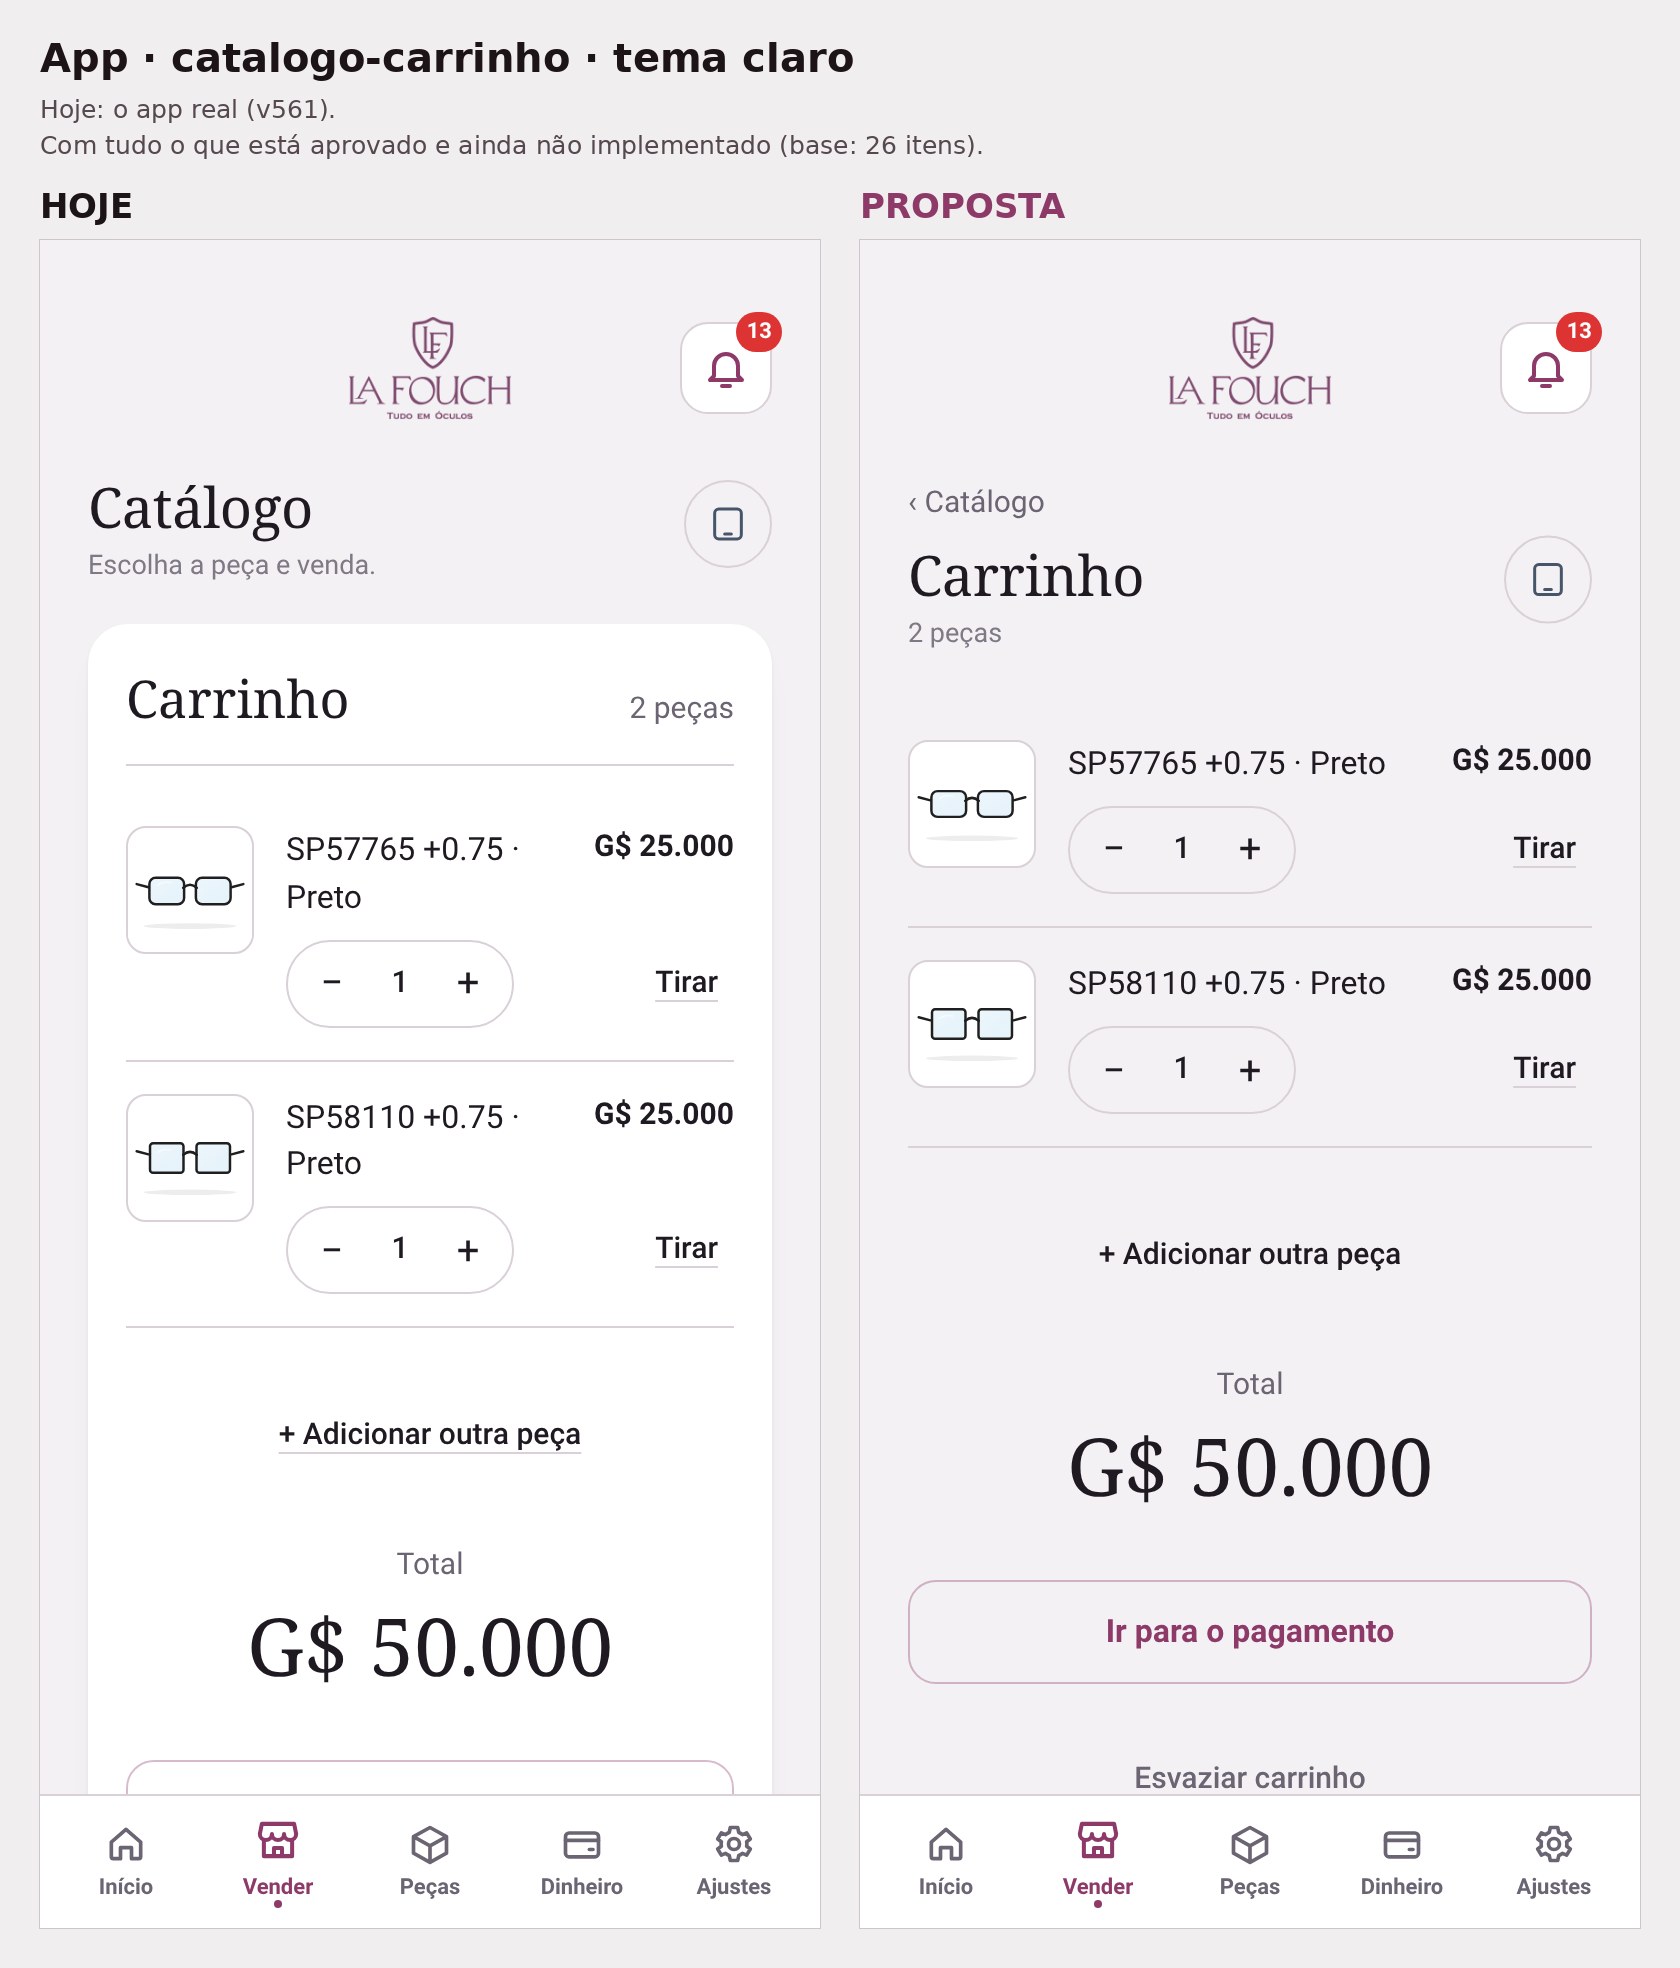 App · catalogo-carrinho · tema claro
Hoje: o app real (v561).
Com tudo o que está aprovado e ainda não implementado (base: 26 itens).
HOJE
LF
LA FOUCH
TUDO EM ÓCULOS
13
Catálogo
Escolha a peça e venda.
Carrinho
2 peças
SP57765 +0.75 ·
Preto
G$ 25.000
− 1 +
Tirar
SP58110 +0.75 ·
Preto
G$ 25.000
− 1 +
Tirar
+ Adicionar outra peça
Total
G$ 50.000
Início
Vender
Peças
Dinheiro
Ajustes
PROPOSTA
LF
LA FOUCH
TUDO EM ÓCULOS
13
‹ Catálogo
Carrinho
2 peças
SP57765 +0.75 · Preto
G$ 25.000
− 1 +
Tirar
SP58110 +0.75 · Preto
G$ 25.000
− 1 +
Tirar
+ Adicionar outra peça
Total
G$ 50.000
Ir para o pagamento
Esvaziar carrinho
Início
Vender
Peças
Dinheiro
Ajustes